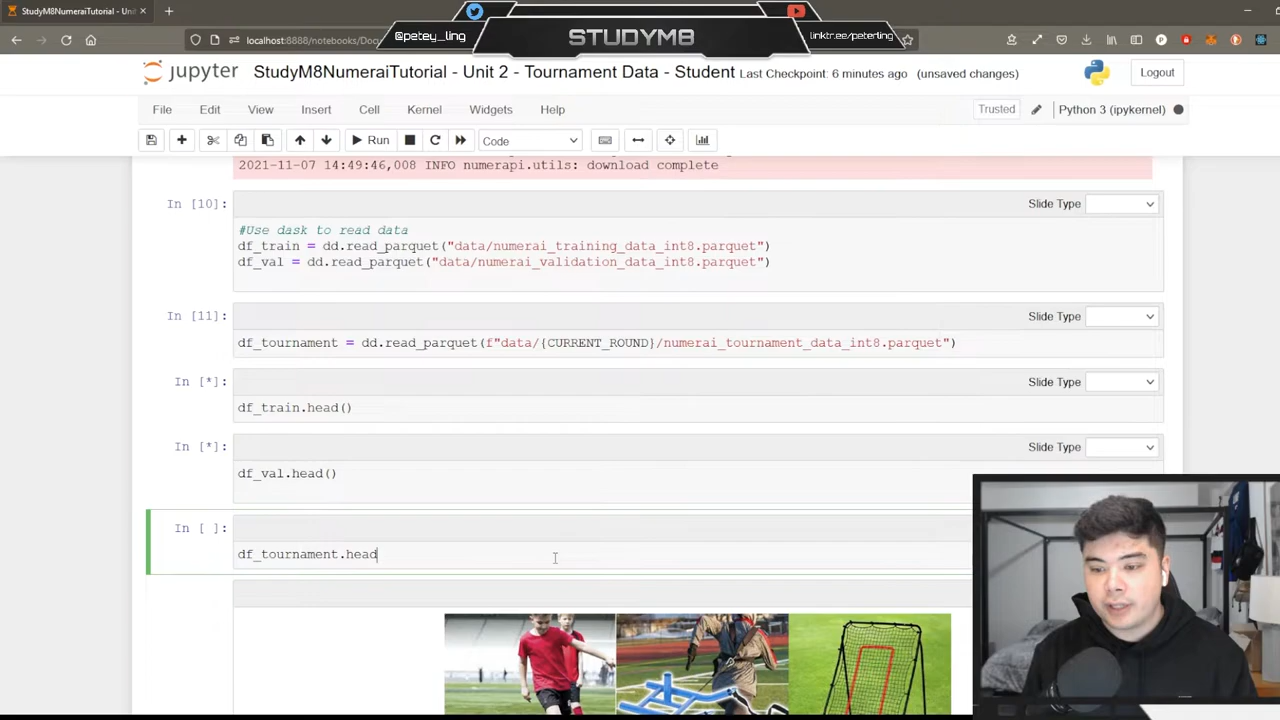 StudyM8NumeraiTutorial - Unit
localhost:8888/notebooks/Doc
@petey_ling
STUDYM8
linktr.ee/peterling
jupyter
StudyM8NumeraiTutorial - Unit 2 - Tournament Data - Student
Last Checkpoint: 6 minutes ago (unsaved changes)
Logout
File Edit View Insert Cell Kernel Widgets Help
Trusted
Python 3 (ipykernel)
Run
Code
2021-11-07 14:49:46,008 INFO numerapi.utils: download complete
In [10]:
Slide Type
#Use dask to read data
df_train = dd.read_parquet("data/numerai_training_data_int8.parquet")
df_val = dd.read_parquet("data/numerai_validation_data_int8.parquet")
In [11]:
Slide Type
df_tournament = dd.read_parquet(f"data/{CURRENT_ROUND}/numerai_tournament_data_int8.parquet")
In [*]:
Slide Type
df_train.head()
In [*]:
Slide Type
df_val.head()
In [ ]:
df_tournament.head